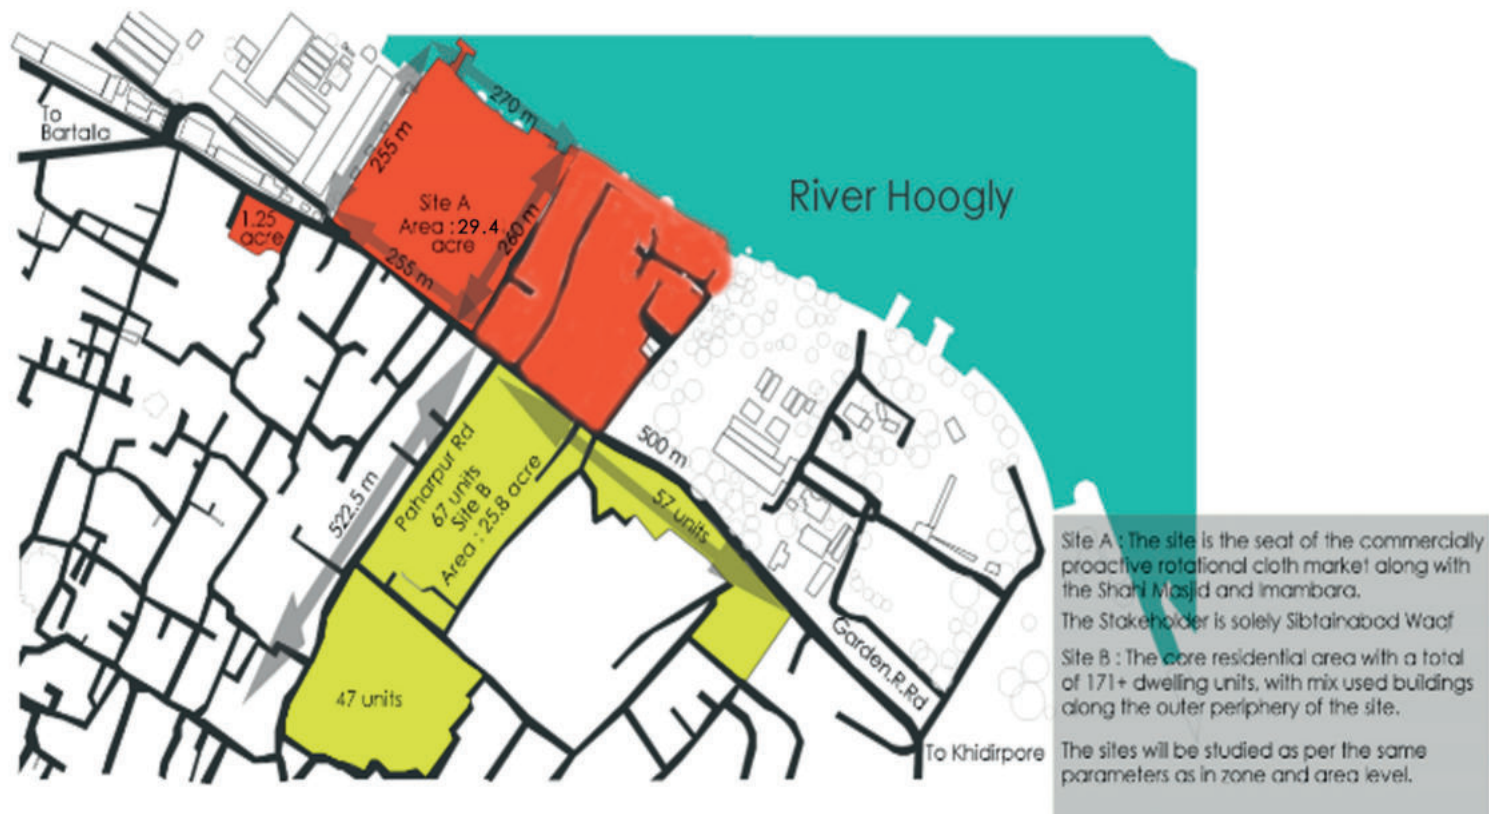 To
Bartala
270 m
255 m
River Hoogly
Site A
Area : 29.4
acre
260 m
1.25
acre
255 m
500 m
Paharpur Rd
67 units
Site B
Area : 25.8 acre
522.5 m
57 units
47 units
Garden.R.Rd
To Khidirpore
Site A : The site is the seat of the commercially
proactive rotational cloth market along with
the Shahi Masjid and Imambara.
The Stakeholder is solely Sibtainabad Waqf
Site B : The core residential area with a total
of 171+ dwelling units, with mix used buildings
along the outer periphery of the site.
The sites will be studied as per the same
parameters as in zone and area level.